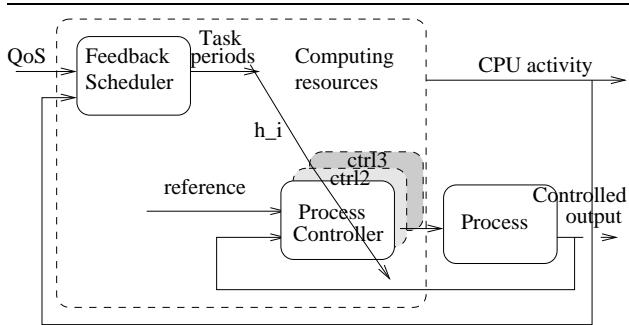 QoS
Feedback
Scheduler
Task
periods
Computing
resources
CPU activity
h_i
ctrl3
ctrl2
reference
Process
Controller
Process
Controlled
output